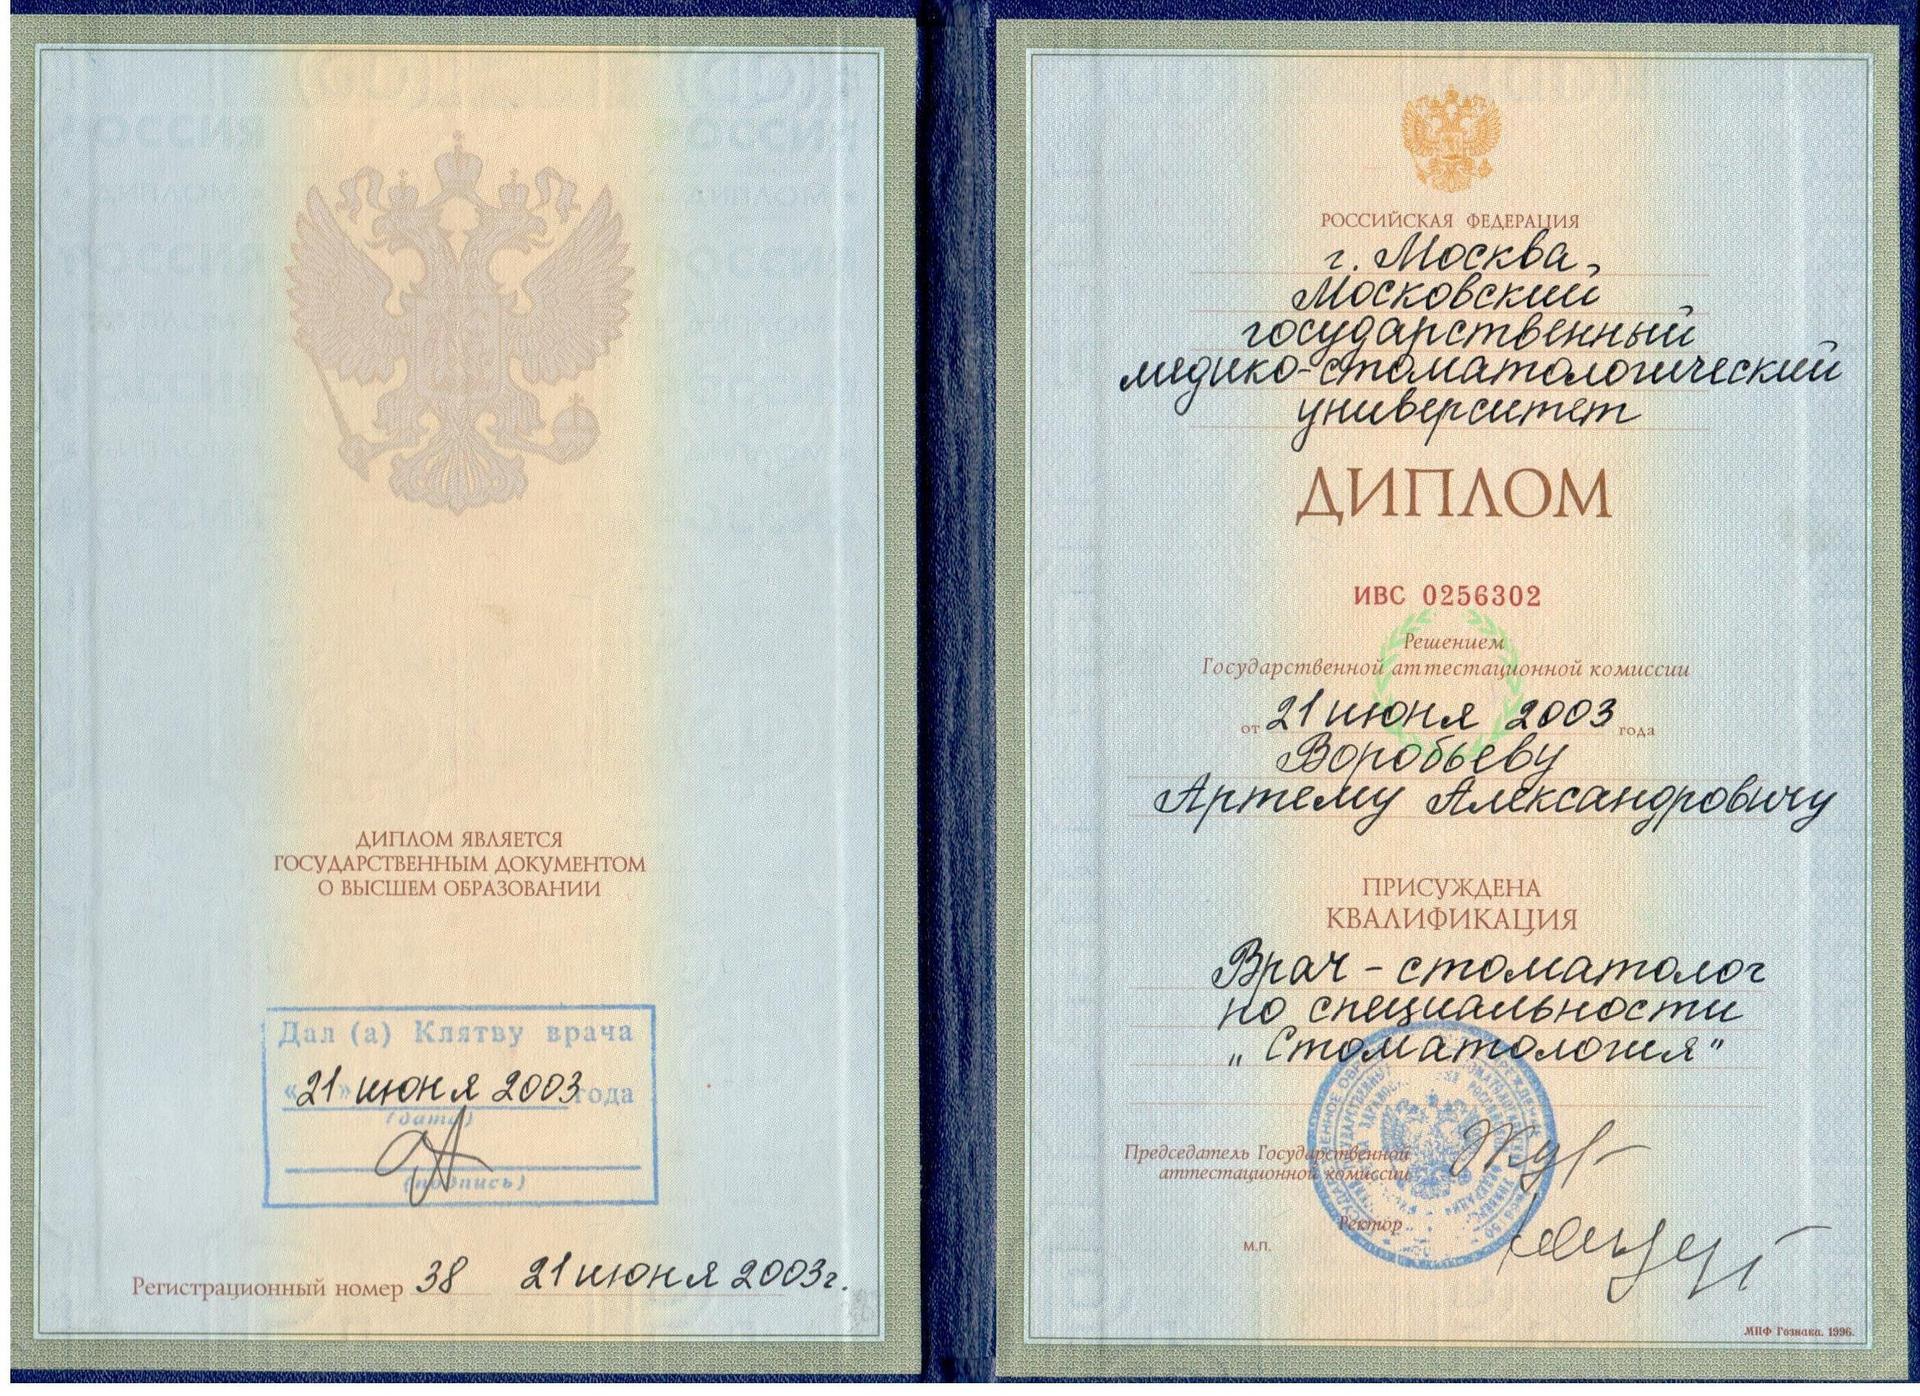 ДИПЛОМ ЯВЛЯЕТСЯ
ГОСУДАРСТВЕННЫМ ДОКУМЕНТОМ
О ВЫСШЕМ ОБРАЗОВАНИИ
Дал (а) Клятву врача
«21» июня 2003 года
(дата)
(подпись)
Регистрационный номер 38 21 июня 2003г.
РОССИЙСКАЯ ФЕДЕРАЦИЯ
г. Москва,
Московский
государственный
медико-стоматологический
университет
ДИПЛОМ
ИВС 0256302
Решением
Государственной аттестационной комиссии
от 21 июня 2003 года
Воробьеву
Артему Александровичу
ПРИСУЖДЕНА
КВАЛИФИКАЦИЯ
Врач-стоматолог
по специальности
„Стоматология"
Председатель Государственной
аттестационной комиссии
Ректор
М.П.
МПФ Гознака. 1996.